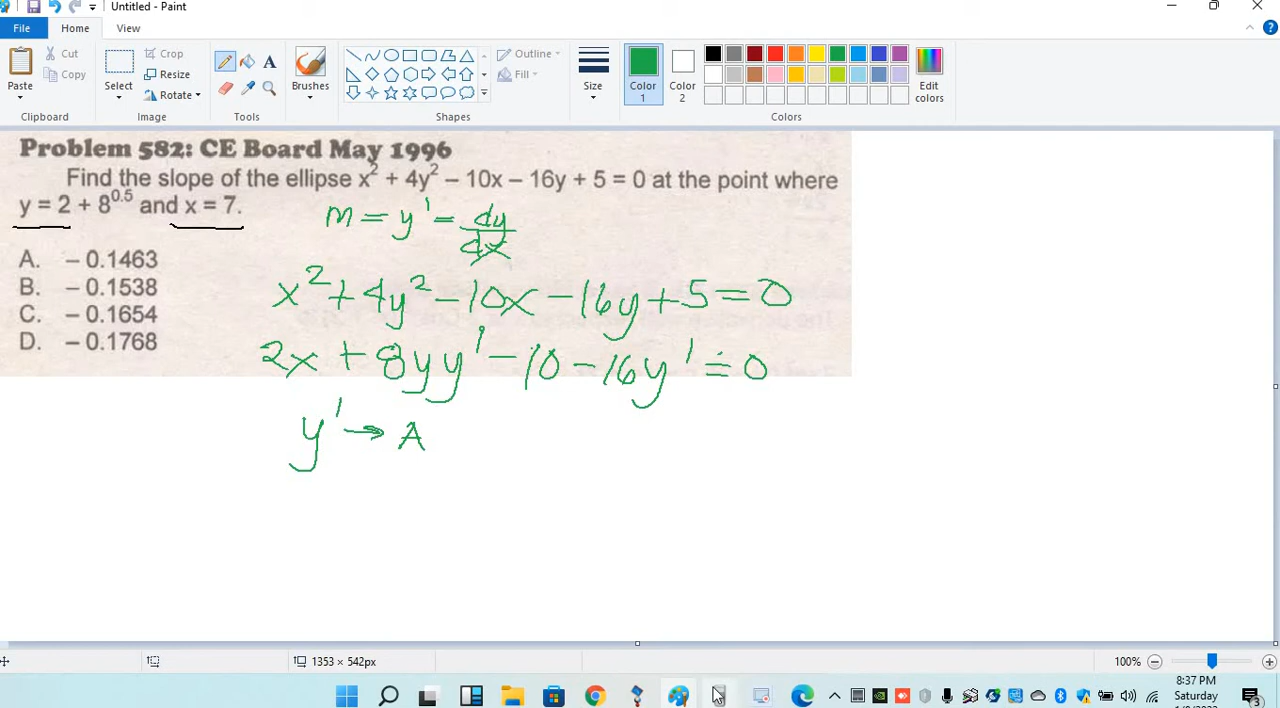 Untitled - Paint
File Home View
Paste Cut Copy Clipboard
Select Crop Resize Rotate Image
A Tools
Brushes
Shapes Outline Fill
Size
Color 1 Color 2 Edit colors Colors
Problem 582: CE Board May 1996
Find the slope of the ellipse x² + 4y² – 10x – 16y + 5 = 0 at the point where
y = 2 + 8^0.5 and x = 7.
m = y' = dy/dx
A. – 0.1463
B. – 0.1538
C. – 0.1654
D. – 0.1768
x² + 4y² - 10x - 16y + 5 = 0
2x + 8yy' - 10 - 16y' = 0
y' → A
1353 × 542px 100%
8:37 PM
Saturday
3